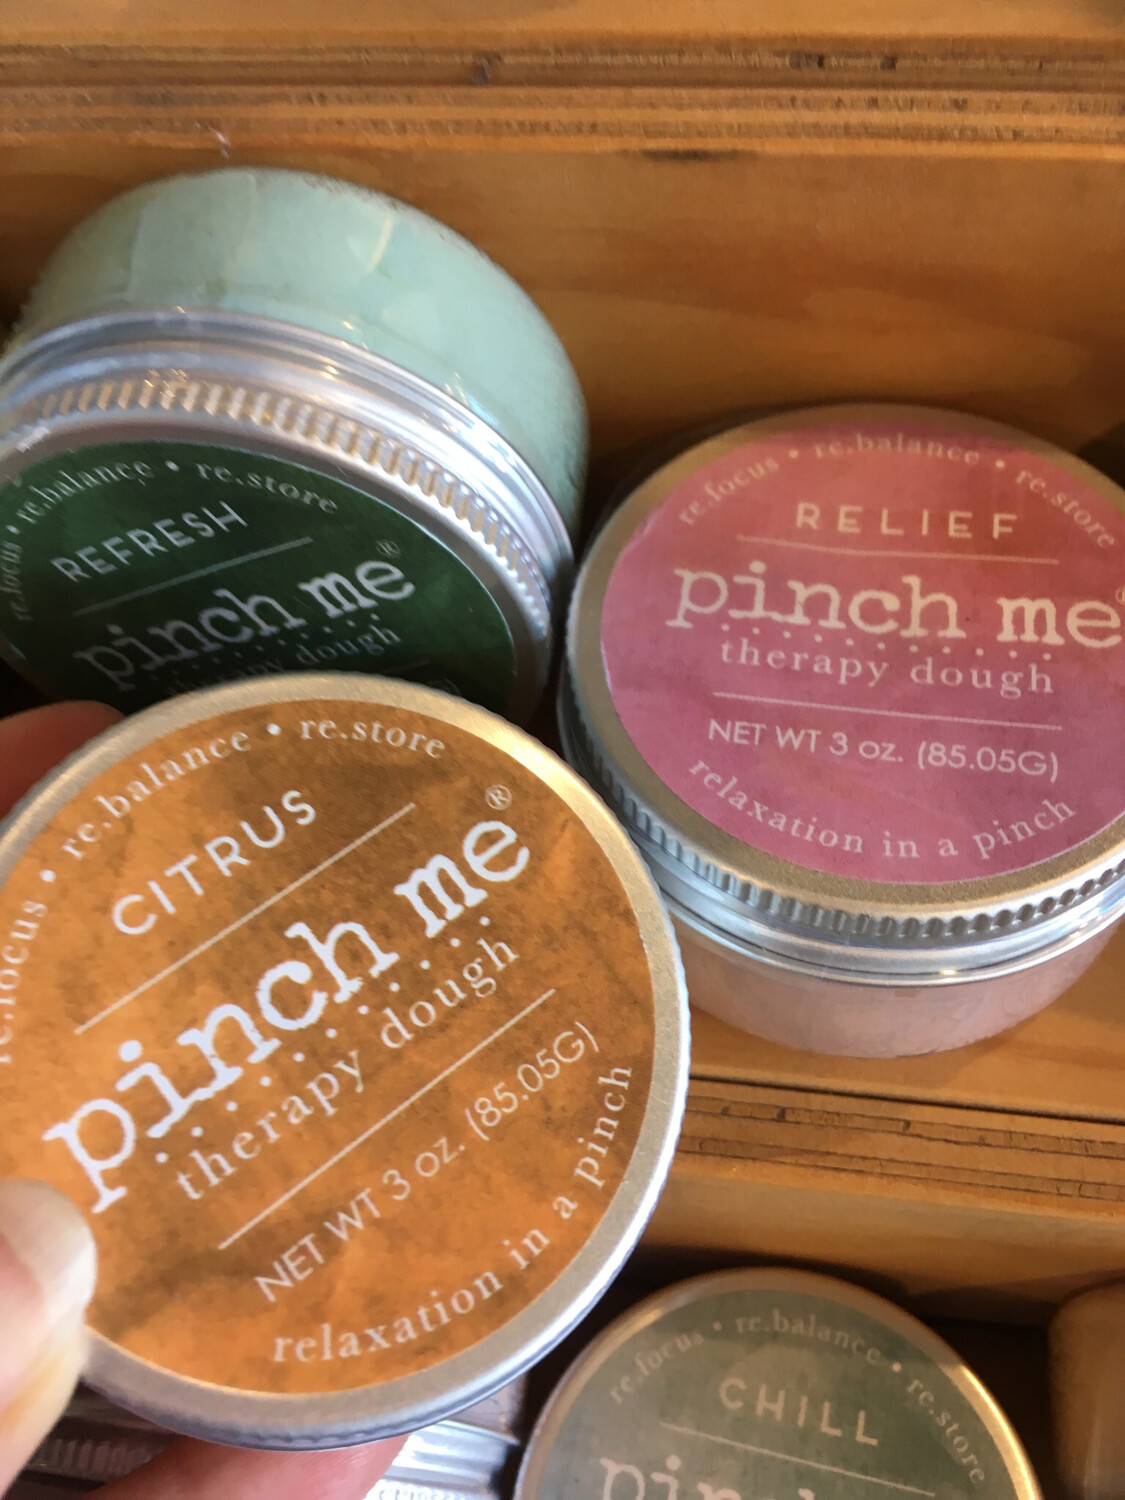 re.focus • re.balance • re.store
REFRESH
pinch me®
therapy dough
re.focus • re.balance • re.store
RELIEF
pinch me®
therapy dough
NET WT 3 oz. (85.05G)
relaxation in a pinch
re.focus • re.balance • re.store
CITRUS
pinch me®
therapy dough
NET WT 3 oz. (85.05G)
relaxation in a pinch
re.focus • re.balance • re.store
CHILL